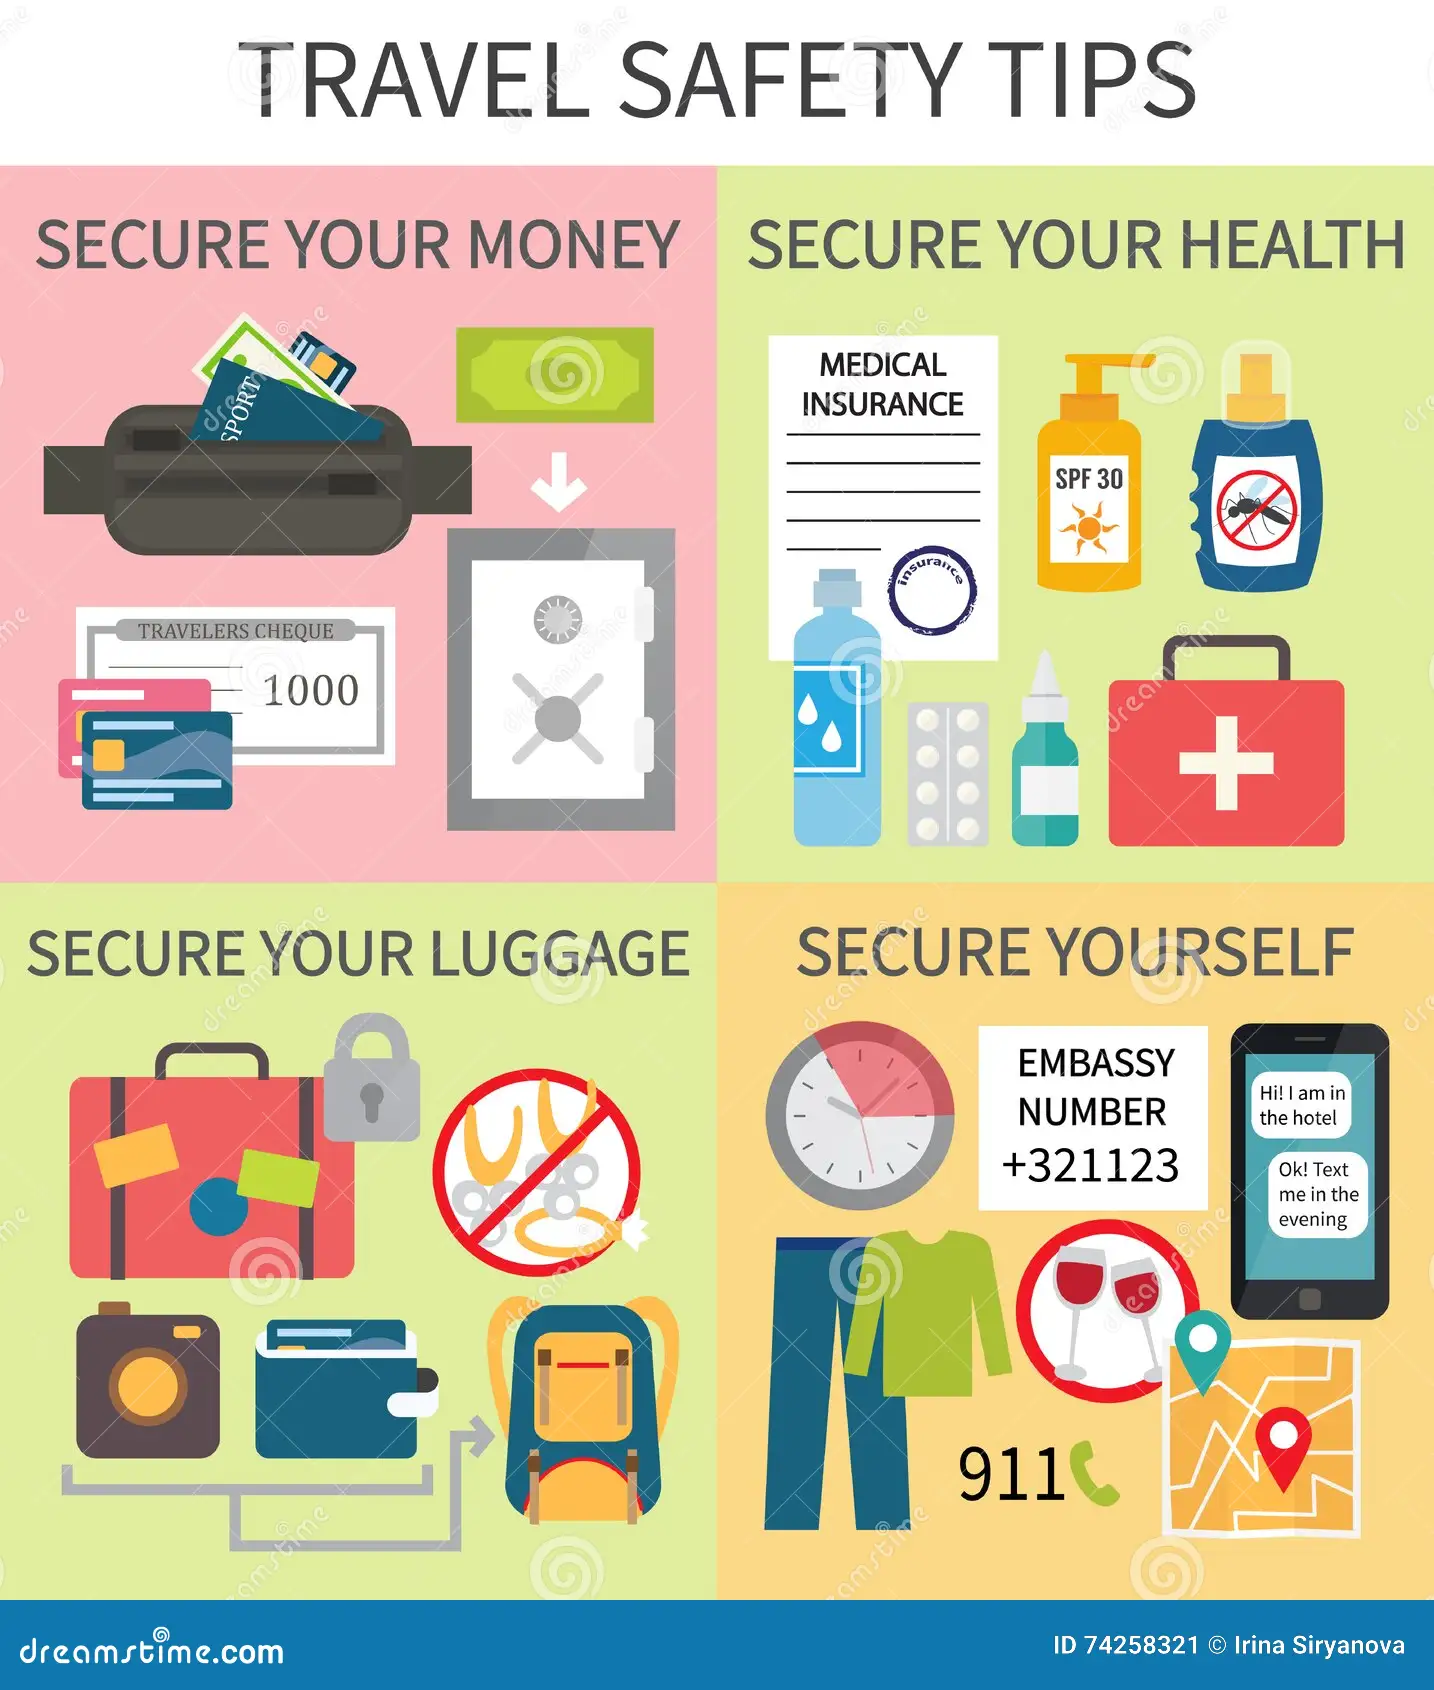 TRAVEL SAFETY TIPS
SECURE YOUR MONEY
SPORT
TRAVELERS CHEQUE
1000
SECURE YOUR HEALTH
MEDICAL
INSURANCE
insurance
SPF 30
SECURE YOUR LUGGAGE
SECURE YOURSELF
EMBASSY
NUMBER
+321123
Hi! I am in
the hotel
Ok! Text
me in the
evening
911
dreamstime.com
ID 74258321 © Irina Siryanova